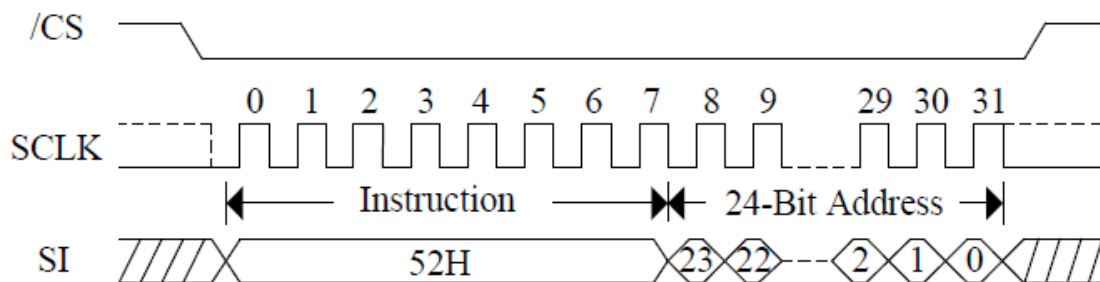 /CS
0 1 2 3 4 5 6 7 8 9 29 30 31
SCLK
Instruction 24-Bit Address
SI 52H 23 22 2 1 0